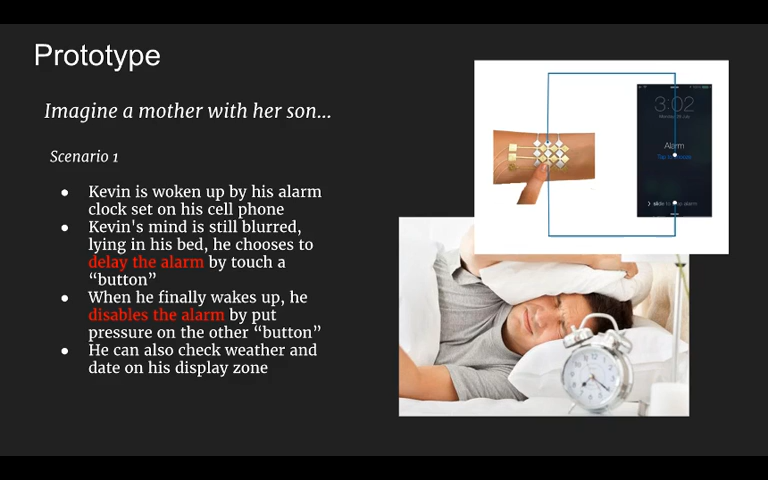 Prototype
Imagine a mother with her son...
Scenario 1
● Kevin is woken up by his alarm
clock set on his cell phone
● Kevin's mind is still blurred,
lying in his bed, he chooses to
delay the alarm by touch a
“button”
● When he finally wakes up, he
disables the alarm by put
pressure on the other “button”
● He can also check weather and
date on his display zone
3:02
Alarm